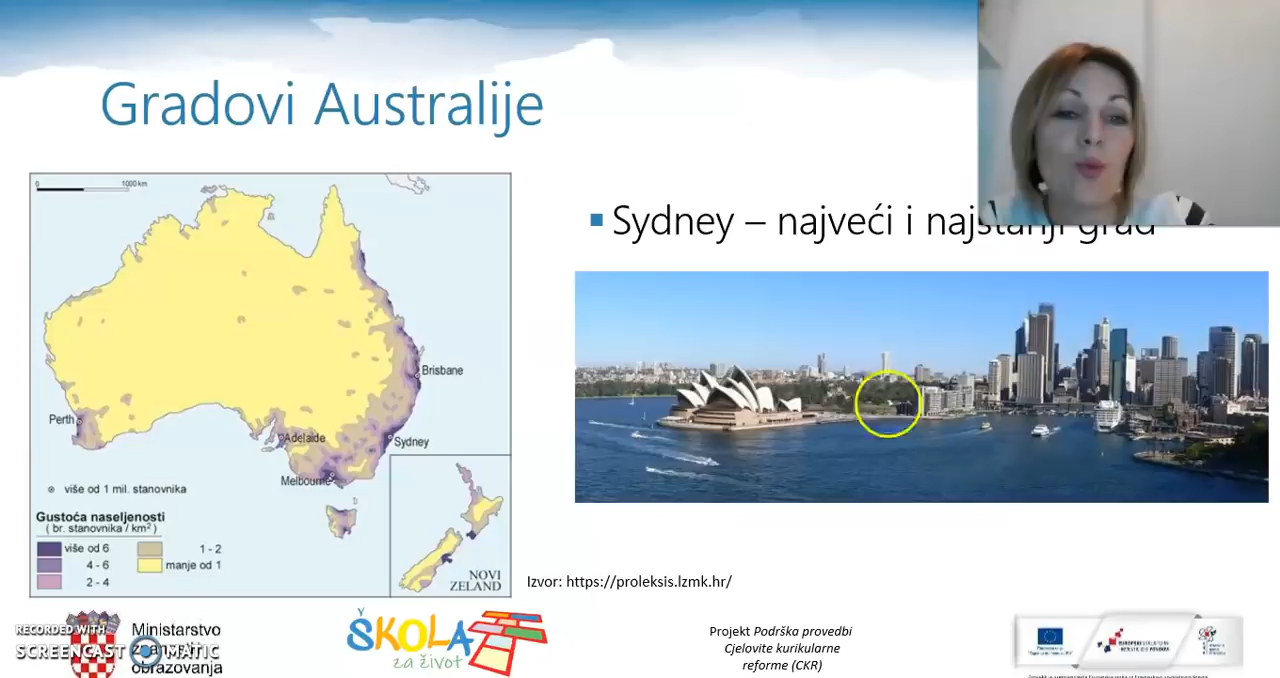 Gradovi Australije
Sydney – najveći i najstariji grad
0 1000 km
Brisbane
Perth
Adelaide
Sydney
Melbourne
više od 1 mil. stanovnika
Gustoća naseljenosti
( br. stanovnika / km² )
više od 6
4 - 6
2 - 4
1 - 2
manje od 1
NOVI
ZELAND
Izvor: https://proleksis.lzmk.hr/
RECORDED WITH
SCREENCAST MATIC
Ministarstvo
obrazovanja
ŠKOLA
za život
Projekt Podrška provedbi
Cjelovite kurikularne
reforme (CKR)